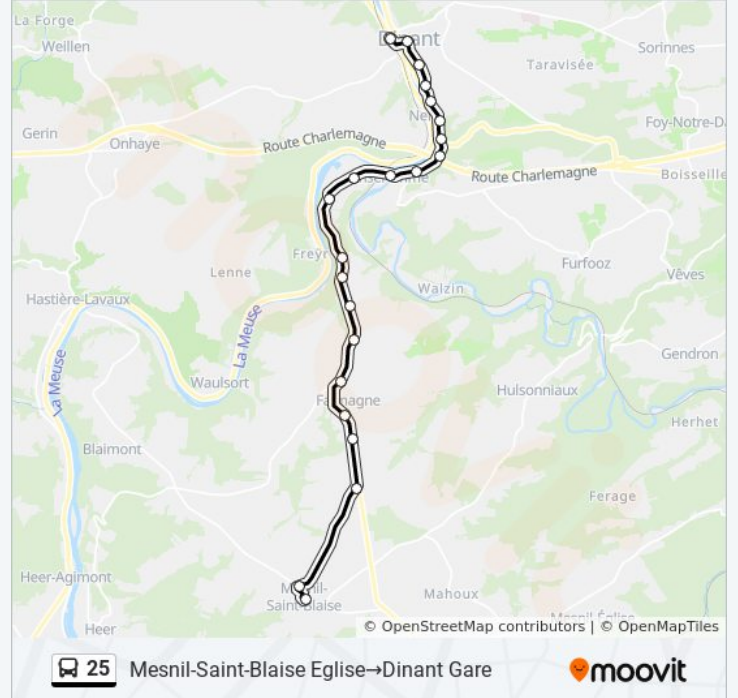 La Forge
Weillen
Dinant
Sorinnes
Taravisée
Foy-Notre-Da
Gerin
Onhaye
Route Charlemagne
Route Charlemagne
Boisseille
Freÿr
Lenne
Furfooz
Vêves
Walzin
Hastière-Lavaux
La Meuse
La Meuse
Gendron
Waulsort
Hulsonniaux
Herhet
Blaimont
Ferage
Heer-Agimont
Saint-Blaise
Mahoux
Mesnil-Église
Heer
© OpenStreetMap contributors | © OpenMapTiles
25 Mesnil-Saint-Blaise Eglise→Dinant Gare
moovit